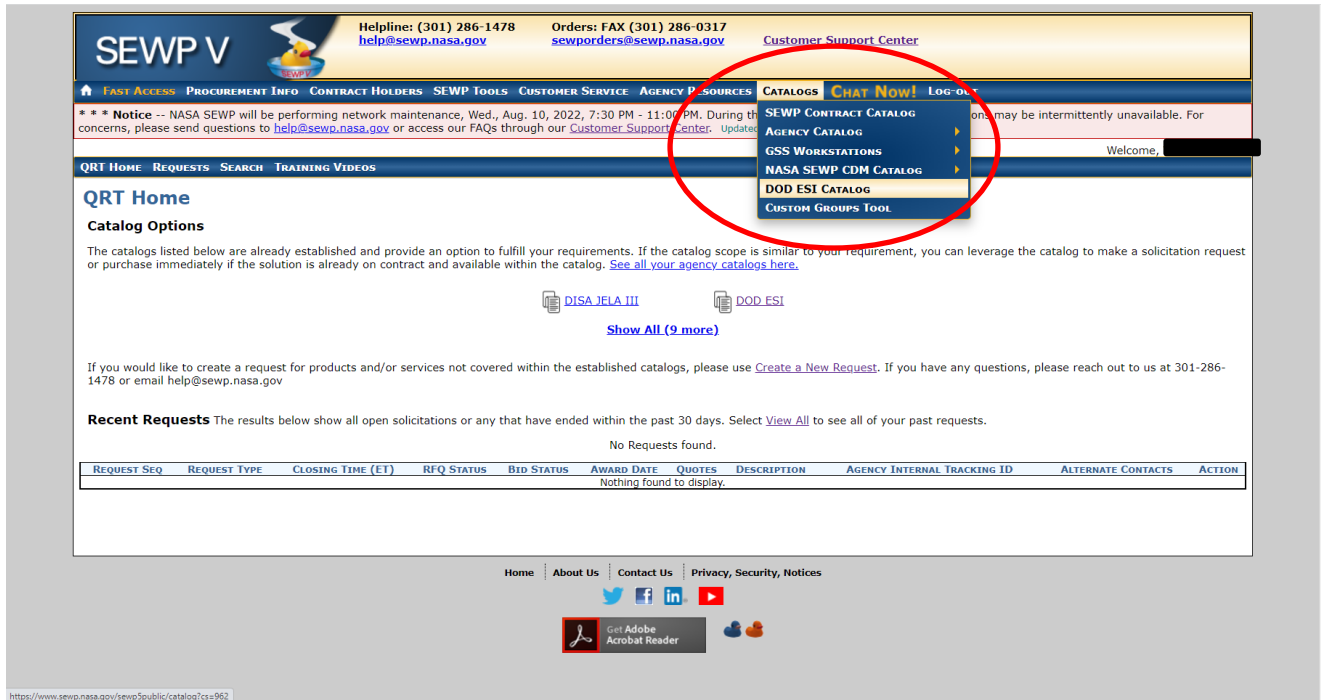 SEWP V
SEWP V
Helpline: (301) 286-1478
help@sewp.nasa.gov
Orders: FAX (301) 286-0317
sewporders@sewp.nasa.gov
Customer Support Center
Fast Access Procurement Info Contract Holders SEWP Tools Customer Service Agency Resources Catalogs Chat Now! Log-out
* * * Notice -- NASA SEWP will be performing network maintenance, Wed., Aug. 10, 2022, 7:30 PM - 11:00 PM. During th ons may be intermittently unavailable. For
concerns, please send questions to help@sewp.nasa.gov or access our FAQs through our Customer Support Center. Updated
SEWP Contract Catalog
Agency Catalog
GSS Workstations
NASA SEWP CDM Catalog
DOD ESI Catalog
Custom Groups Tool
Welcome,
QRT Home Requests Search Training Videos
QRT Home
Catalog Options
The catalogs listed below are already established and provide an option to fulfill your requirements. If the catalog scope is similar to your requirement, you can leverage the catalog to make a solicitation request
or purchase immediately if the solution is already on contract and available within the catalog. See all your agency catalogs here.
DISA JELA III DOD ESI
Show All (9 more)
If you would like to create a request for products and/or services not covered within the established catalogs, please use Create a New Request. If you have any questions, please reach out to us at 301-286-
1478 or email help@sewp.nasa.gov
Recent Requests The results below show all open solicitations or any that have ended within the past 30 days. Select View All to see all of your past requests.
No Requests found.
Request Seq Request Type Closing Time (ET) RFQ Status Bid Status Award Date Quotes Description Agency Internal Tracking ID Alternate Contacts Action
Nothing found to display.
Home About Us Contact Us Privacy, Security, Notices
Get Adobe
Acrobat Reader
https://www.sewp.nasa.gov/sewp5public/catalog?cs=962